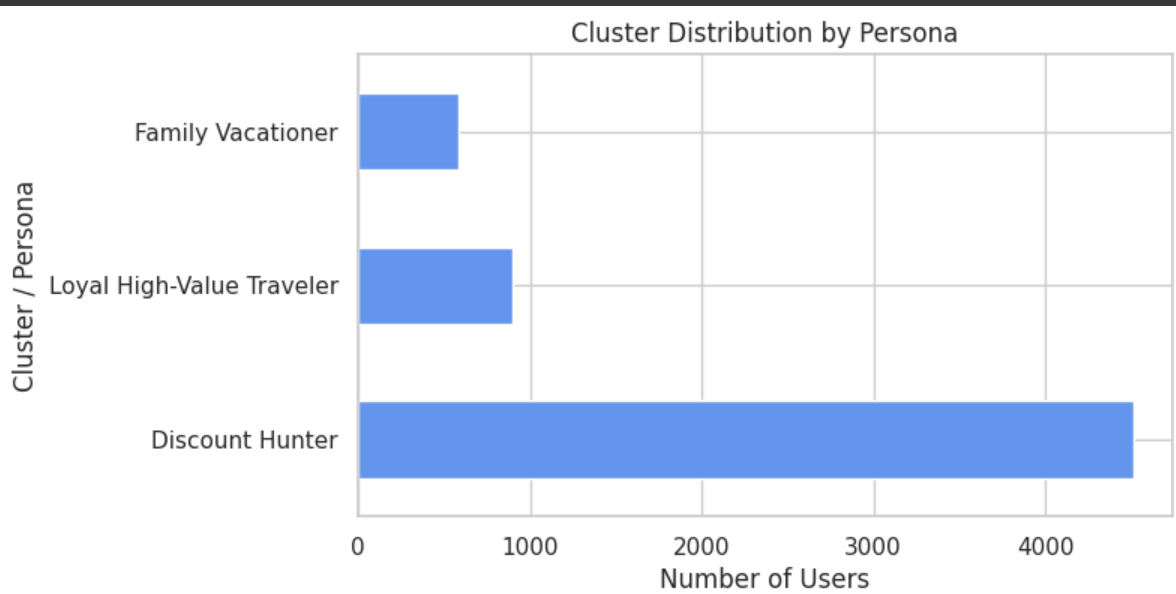 Cluster Distribution by Persona
Cluster / Persona
Family Vacationer
Loyal High-Value Traveler
Discount Hunter
0 1000 2000 3000 4000
Number of Users